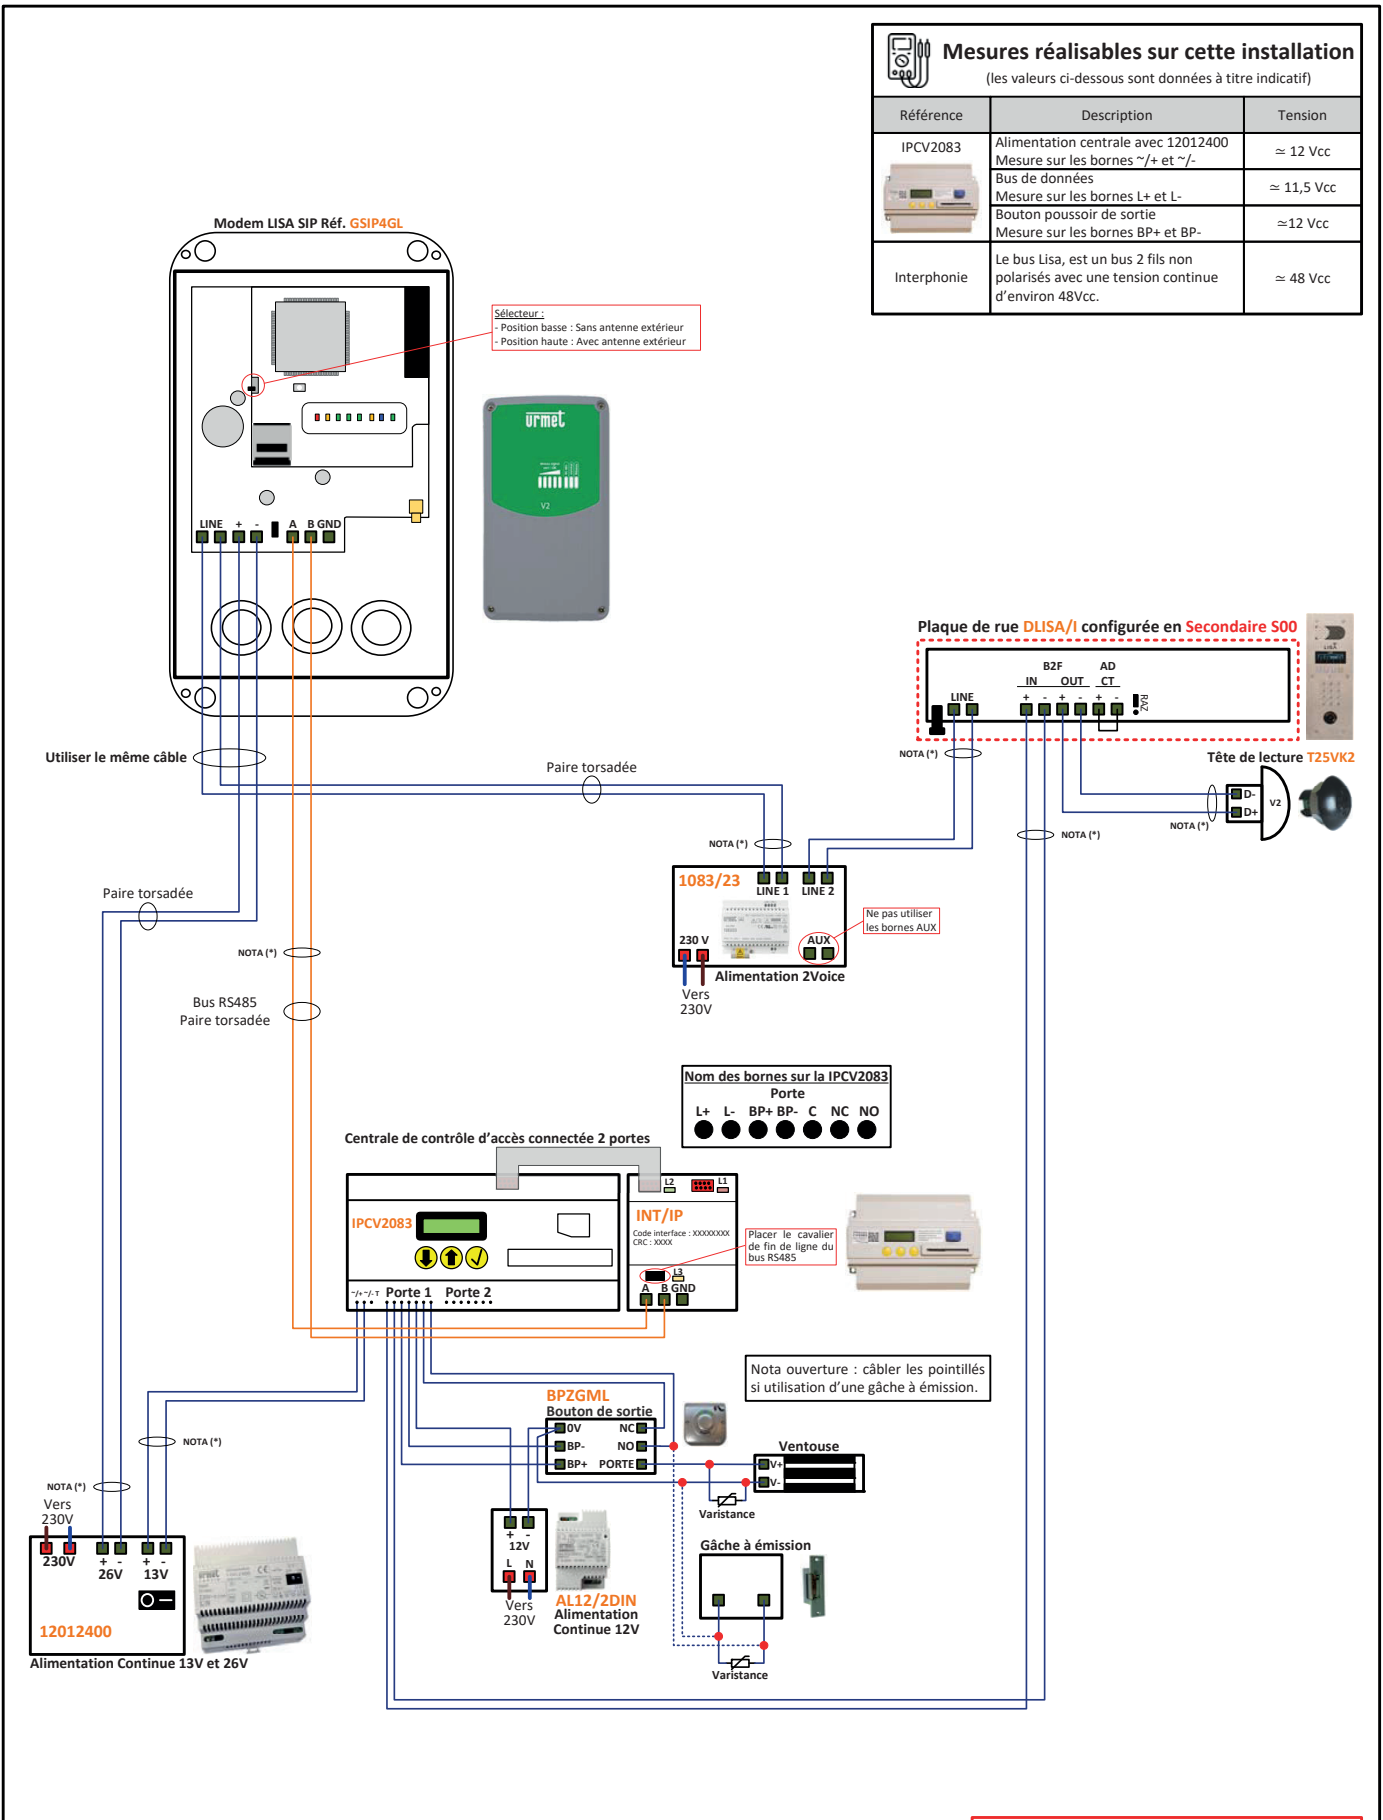 Mesures réalisables sur cette installation
(les valeurs ci-dessous sont données à titre indicatif)
Référence Description Tension
IPCV2083
Alimentation centrale avec 12012400
Mesure sur les bornes ~/+ et ~/-
≃ 12 Vcc
Bus de données
Mesure sur les bornes L+ et L-
≃ 11,5 Vcc
Bouton poussoir de sortie
Mesure sur les bornes BP+ et BP-
≃12 Vcc
Interphonie
Le bus Lisa, est un bus 2 fils non
polarisés avec une tension continue
d'environ 48Vcc.
≃ 48 Vcc
Modem LISA SIP Réf. GSIP4GL
Sélecteur :
- Position basse : Sans antenne extérieur
- Position haute : Avec antenne extérieur
urmet
V2
LINE + - A B GND
Plaque de rue DLISA/I configurée en Secondaire S00
B2F AD
IN OUT CT
LINE + - + - + -
RAZ
LISA
Utiliser le même câble
Paire torsadée
NOTA (*)
Tête de lecture T25VK2
D-
D+
V2
NOTA (*)
NOTA (*)
NOTA (*)
1083/23
LINE 1 LINE 2
Ne pas utiliser
les bornes AUX
230 V
AUX
Alimentation 2Voice
Vers
230V
Paire torsadée
NOTA (*)
Bus RS485
Paire torsadée
Nom des bornes sur la IPCV2083
Porte
L+ L- BP+ BP- C NC NO
Centrale de contrôle d'accès connectée 2 portes
IPCV2083
L2 L1
INT/IP
Code interface : XXXXXXXX
CRC : XXXX
Placer le cavalier
de fin de ligne du
bus RS485
L3
A B GND
~/+ ~/- T Porte 1 Porte 2
Nota ouverture : câbler les pointillés
si utilisation d'une gâche à émission.
BPZGML
Bouton de sortie
0V NC
BP- NO
BP+ PORTE
Ventouse
V+
V-
Varistance
NOTA (*)
NOTA (*)
Vers
230V
230V
+ -
26V
+ -
13V
12012400
Alimentation Continue 13V et 26V
urmet
+ -
12V
L N
Vers
230V
AL12/2DIN
Alimentation
Continue 12V
Gâche à émission
Varistance